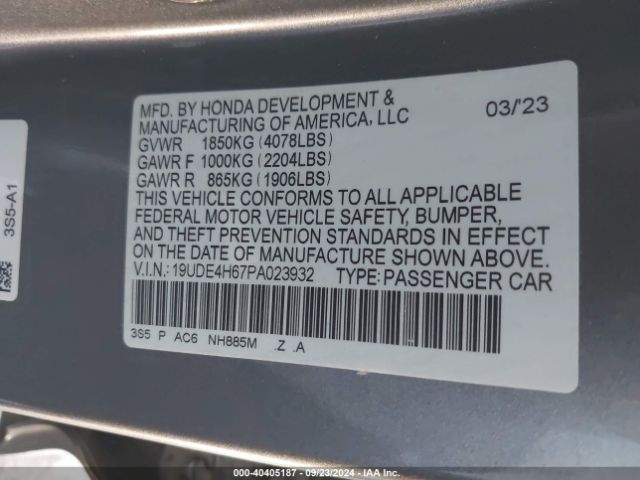 MFD. BY HONDA DEVELOPMENT & 03/'23
MANUFACTURING OF AMERICA, LLC
GVWR 1850KG (4078LBS)
GAWR F 1000KG (2204LBS)
GAWR R 865KG (1906LBS)
THIS VEHICLE CONFORMS TO ALL APPLICABLE
FEDERAL MOTOR VEHICLE SAFETY, BUMPER,
AND THEFT PREVENTION STANDARDS IN EFFECT
ON THE DATE OF MANUFACTURE SHOWN ABOVE.
V.I.N.: 19UDE4H67PA023932 TYPE: PASSENGER CAR
3S5 P AC6 NH885M .Z .A
3S5-A1
000-40405187 - 09/23/2024 - IAA Inc.